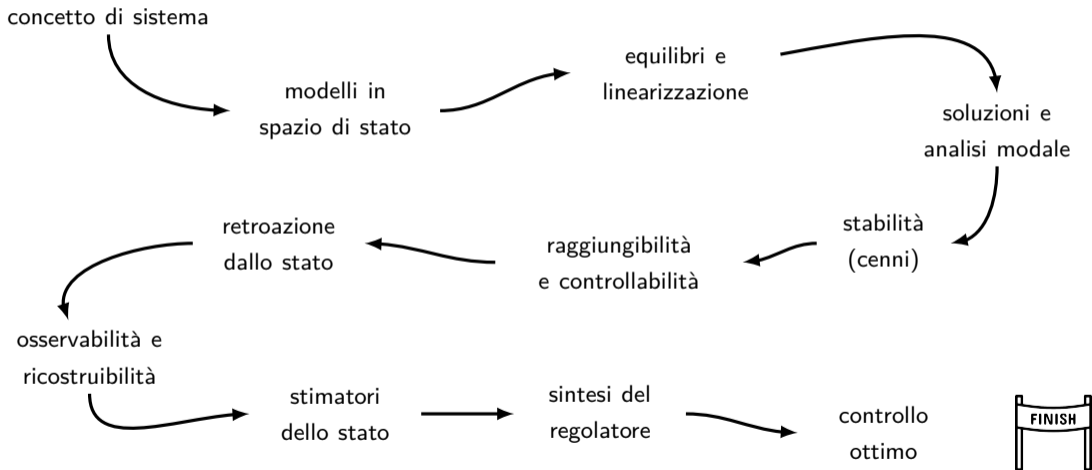 concetto di sistema
modelli in
spazio di stato
equilibri e
linearizzazione
soluzioni e
analisi modale
stabilità
(cenni)
raggiungibilità
e controllabilità
retroazione
dallo stato
osservabilità e
ricostruibilità
stimatori
dello stato
sintesi del
regolatore
controllo
ottimo
FINISH